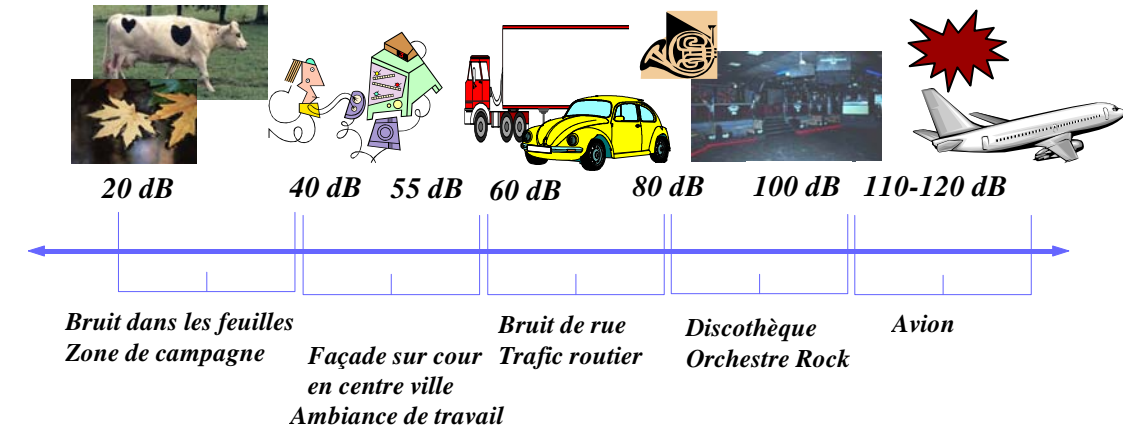 20 dB 40 dB 55 dB 60 dB 80 dB 100 dB 110-120 dB
Bruit dans les feuilles
Zone de campagne
Façade sur cour
en centre ville
Ambiance de travail
Bruit de rue
Trafic routier
Discothèque
Orchestre Rock
Avion